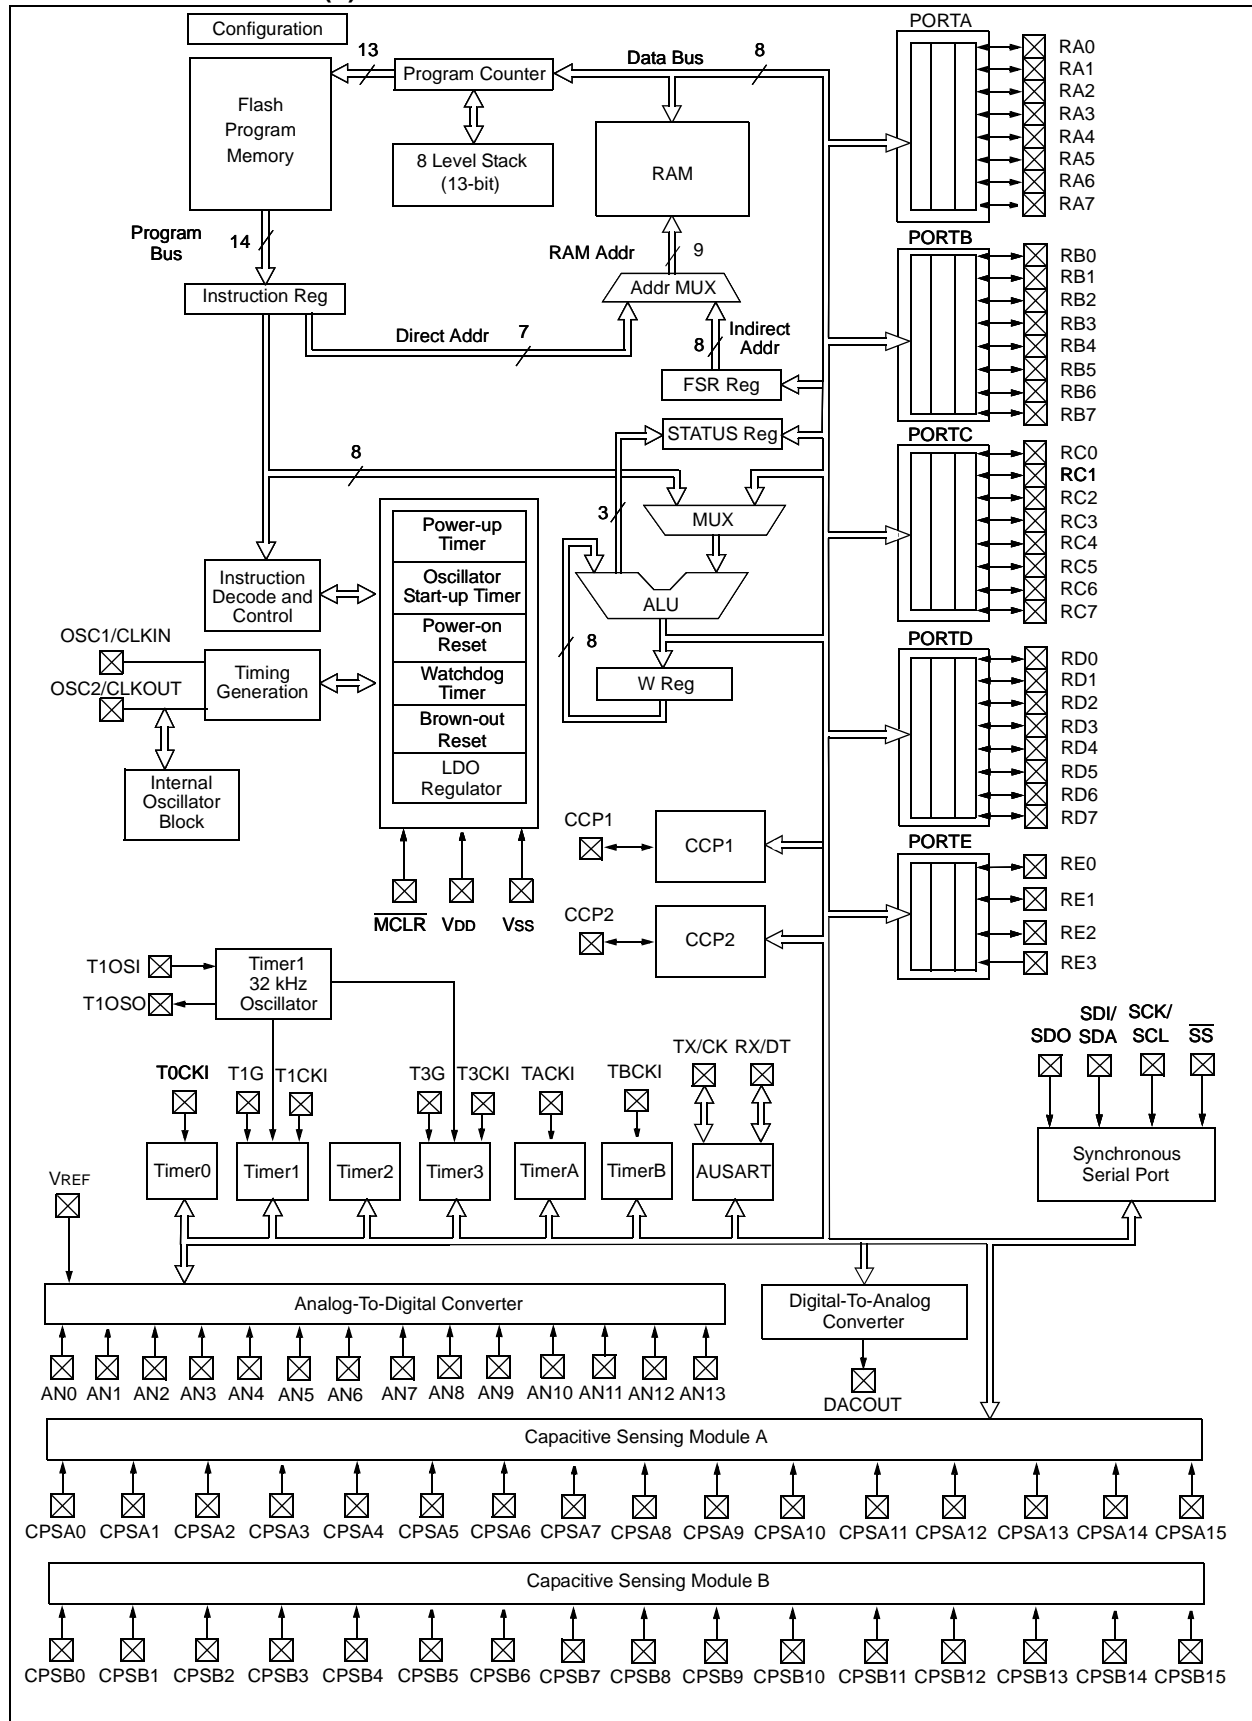 Configuration
PORTA
13
Program Counter
Data Bus
8
Flash
Program
Memory
8 Level Stack
(13-bit)
RAM
RA0
RA1
RA2
RA3
RA4
RA5
RA6
RA7
Program
Bus
14
RAM Addr
9
Addr MUX
Instruction Reg
Direct Addr
7
Indirect
Addr
8
FSR Reg
PORTB
RB0
RB1
RB2
RB3
RB4
RB5
RB6
RB7
STATUS Reg
8
3
MUX
PORTC
RC0
RC1
RC2
RC3
RC4
RC5
RC6
RC7
Power-up
Timer
Oscillator
Start-up Timer
Power-on
Reset
Watchdog
Timer
Brown-out
Reset
LDO
Regulator
Instruction
Decode and
Control
ALU
8
W Reg
OSC1/CLKIN
OSC2/CLKOUT
Timing
Generation
Internal
Oscillator
Block
PORTD
RD0
RD1
RD2
RD3
RD4
RD5
RD6
RD7
MCLR
VDD
VSS
CCP1
CCP1
CCP2
CCP2
PORTE
RE0
RE1
RE2
RE3
T1OSI
T1OSO
Timer1
32 kHz
Oscillator
SDO
SDI/
SDA
SCK/
SCL
SS
T0CKI
T1G
T1CKI
T3G
T3CKI
TACKI
TBCKI
TX/CK
RX/DT
Timer0
Timer1
Timer2
Timer3
TimerA
TimerB
AUSART
Synchronous
Serial Port
VREF
Analog-To-Digital Converter
Digital-To-Analog
Converter
AN0
AN1
AN2
AN3
AN4
AN5
AN6
AN7
AN8
AN9
AN10
AN11
AN12
AN13
DACOUT
Capacitive Sensing Module A
CPSA0
CPSA1
CPSA2
CPSA3
CPSA4
CPSA5
CPSA6
CPSA7
CPSA8
CPSA9
CPSA10
CPSA11
CPSA12
CPSA13
CPSA14
CPSA15
Capacitive Sensing Module B
CPSB0
CPSB1
CPSB2
CPSB3
CPSB4
CPSB5
CPSB6
CPSB7
CPSB8
CPSB9
CPSB10
CPSB11
CPSB12
CPSB13
CPSB14
CPSB15